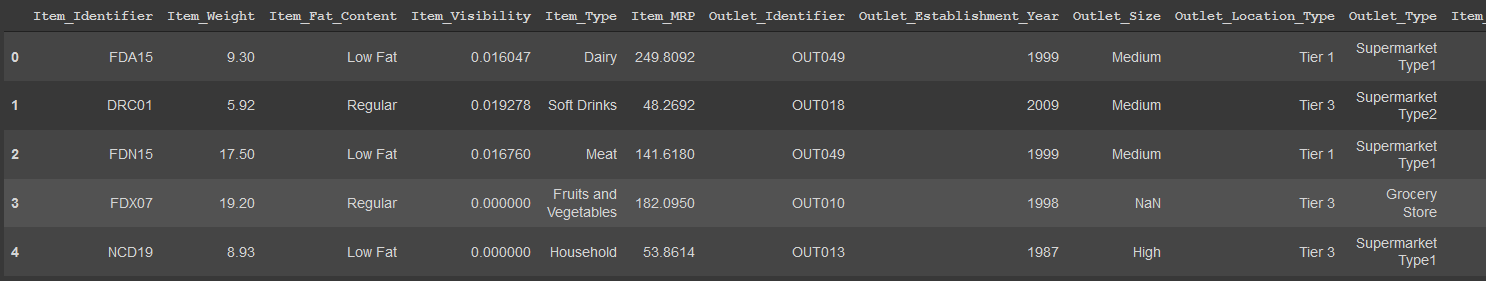 Item_Identifier Item_Weight Item_Fat_Content Item_Visibility Item_Type Item_MRP Outlet_Identifier Outlet_Establishment_Year Outlet_Size Outlet_Location_Type Outlet_Type Item_
0 FDA15 9.30 Low Fat 0.016047 Dairy 249.8092 OUT049 1999 Medium Tier 1 Supermarket
Type1
1 DRC01 5.92 Regular 0.019278 Soft Drinks 48.2692 OUT018 2009 Medium Tier 3 Supermarket
Type2
2 FDN15 17.50 Low Fat 0.016760 Meat 141.6180 OUT049 1999 Medium Tier 1 Supermarket
Type1
3 FDX07 19.20 Regular 0.000000 Fruits and
Vegetables 182.0950 OUT010 1998 NaN Tier 3 Grocery
Store
4 NCD19 8.93 Low Fat 0.000000 Household 53.8614 OUT013 1987 High Tier 3 Supermarket
Type1